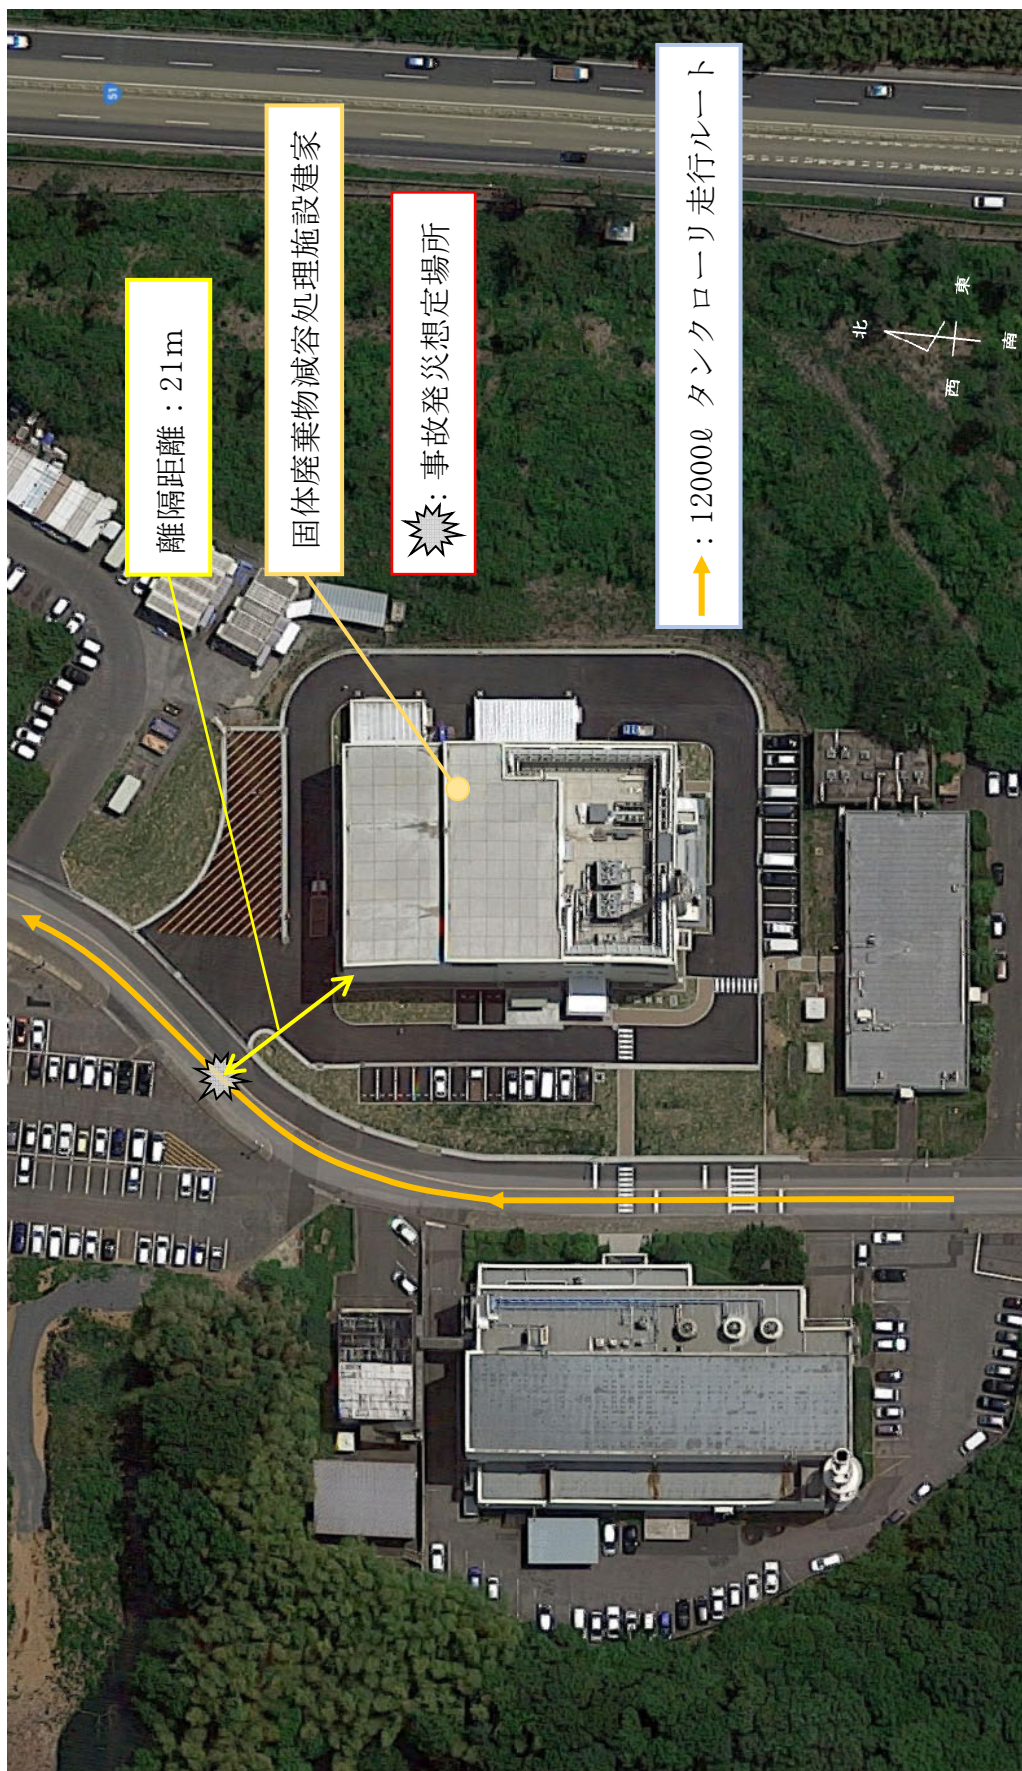 離隔距離：21m
固体廃棄物減容処理施設建家
：事故発災想定場所
：12000ℓ タンクローリ走行ルート
51
北
東
西
南